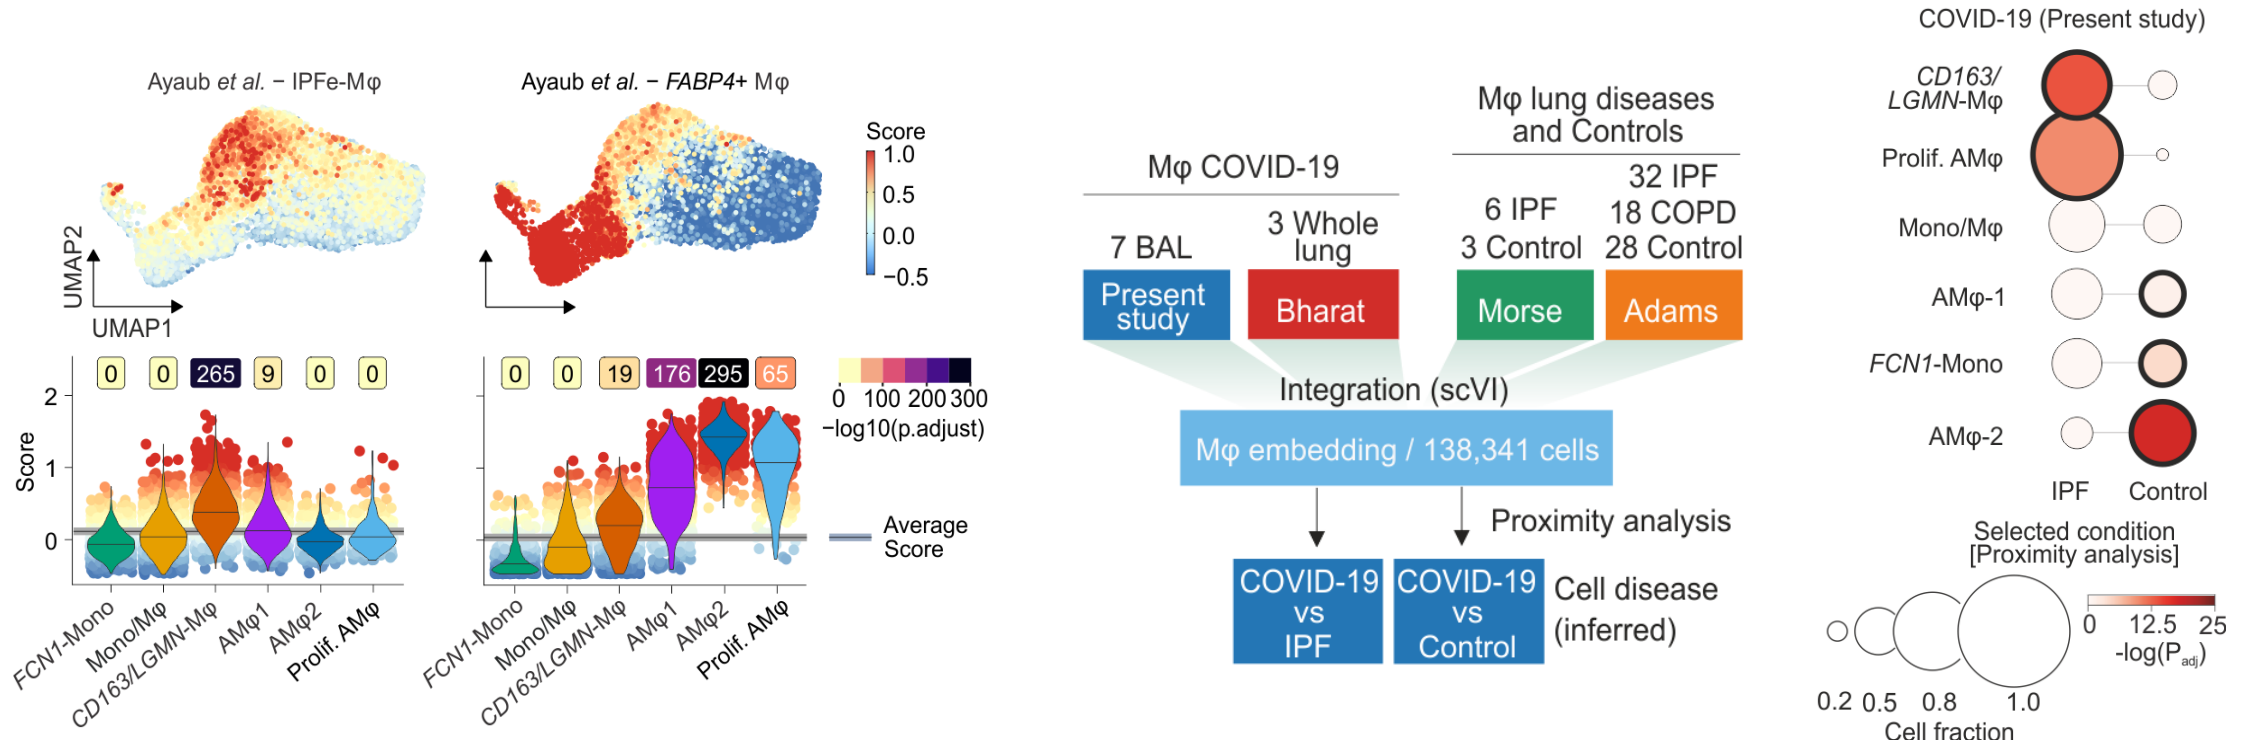 Ayaub et al. − IPFe-Mφ
Ayaub et al. − FABP4+ Mφ
Score
1.0
0.5
0.0
−0.5
UMAP2
UMAP1
0
0
265
9
0
0
0
0
19
176
295
65
0 100 200 300
−log10(p.adjust)
Score
2
1
0
Average
Score
FCN1-Mono
Mono/Mφ
CD163/LGMN-Mφ
AMφ1
AMφ2
Prolif. AMφ
FCN1-Mono
Mono/Mφ
CD163/LGMN-Mφ
AMφ1
AMφ2
Prolif. AMφ
Mφ COVID-19
Mφ lung diseases
and Controls
7 BAL
3 Whole
lung
6 IPF
3 Control
32 IPF
18 COPD
28 Control
Present
study
Bharat
Morse
Adams
Integration (scVI)
Mφ embedding / 138,341 cells
Proximity analysis
COVID-19
vs
IPF
COVID-19
vs
Control
Cell disease
(inferred)
COVID-19 (Present study)
CD163/
LGMN-Mφ
Prolif. AMφ
Mono/Mφ
AMφ-1
FCN1-Mono
AMφ-2
IPF
Control
Selected condition
[Proximity analysis]
0.2 0.5 0.8 1.0
Cell fraction
0 12.5 25
-log(Padj)